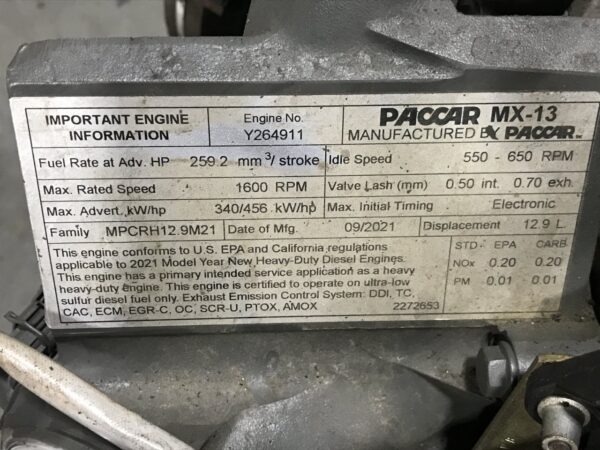 IMPORTANT ENGINE INFORMATION
Engine No. Y264911
PACCAR MX-13
MANUFACTURED BY PACCAR INC.
Fuel Rate at Adv. HP 259.2 mm³/ stroke Idle Speed 550 - 650 RPM
Max. Rated Speed 1600 RPM Valve Lash (mm) 0.50 int. 0.70 exh.
Max. Advert. kW/hp 340/456 kW/hp Max. Initial Timing Electronic
Family MPCRH12.9M21 Date of Mfg. 09/2021 Displacement 12.9 L.
This engine conforms to U.S. EPA and California regulations
applicable to 2021 Model Year New Heavy-Duty Diesel Engines.
This engine has a primary intended service application as a heavy
heavy-duty engine. This engine is certified to operate on ultra-low
sulfur diesel fuel only. Exhaust Emission Control System: DDI, TC,
CAC, ECM, EGR-C, OC, SCR-U, PTOX, AMOX
STD EPA CARB
NOx 0.20 0.20
PM 0.01 0.01
2272653